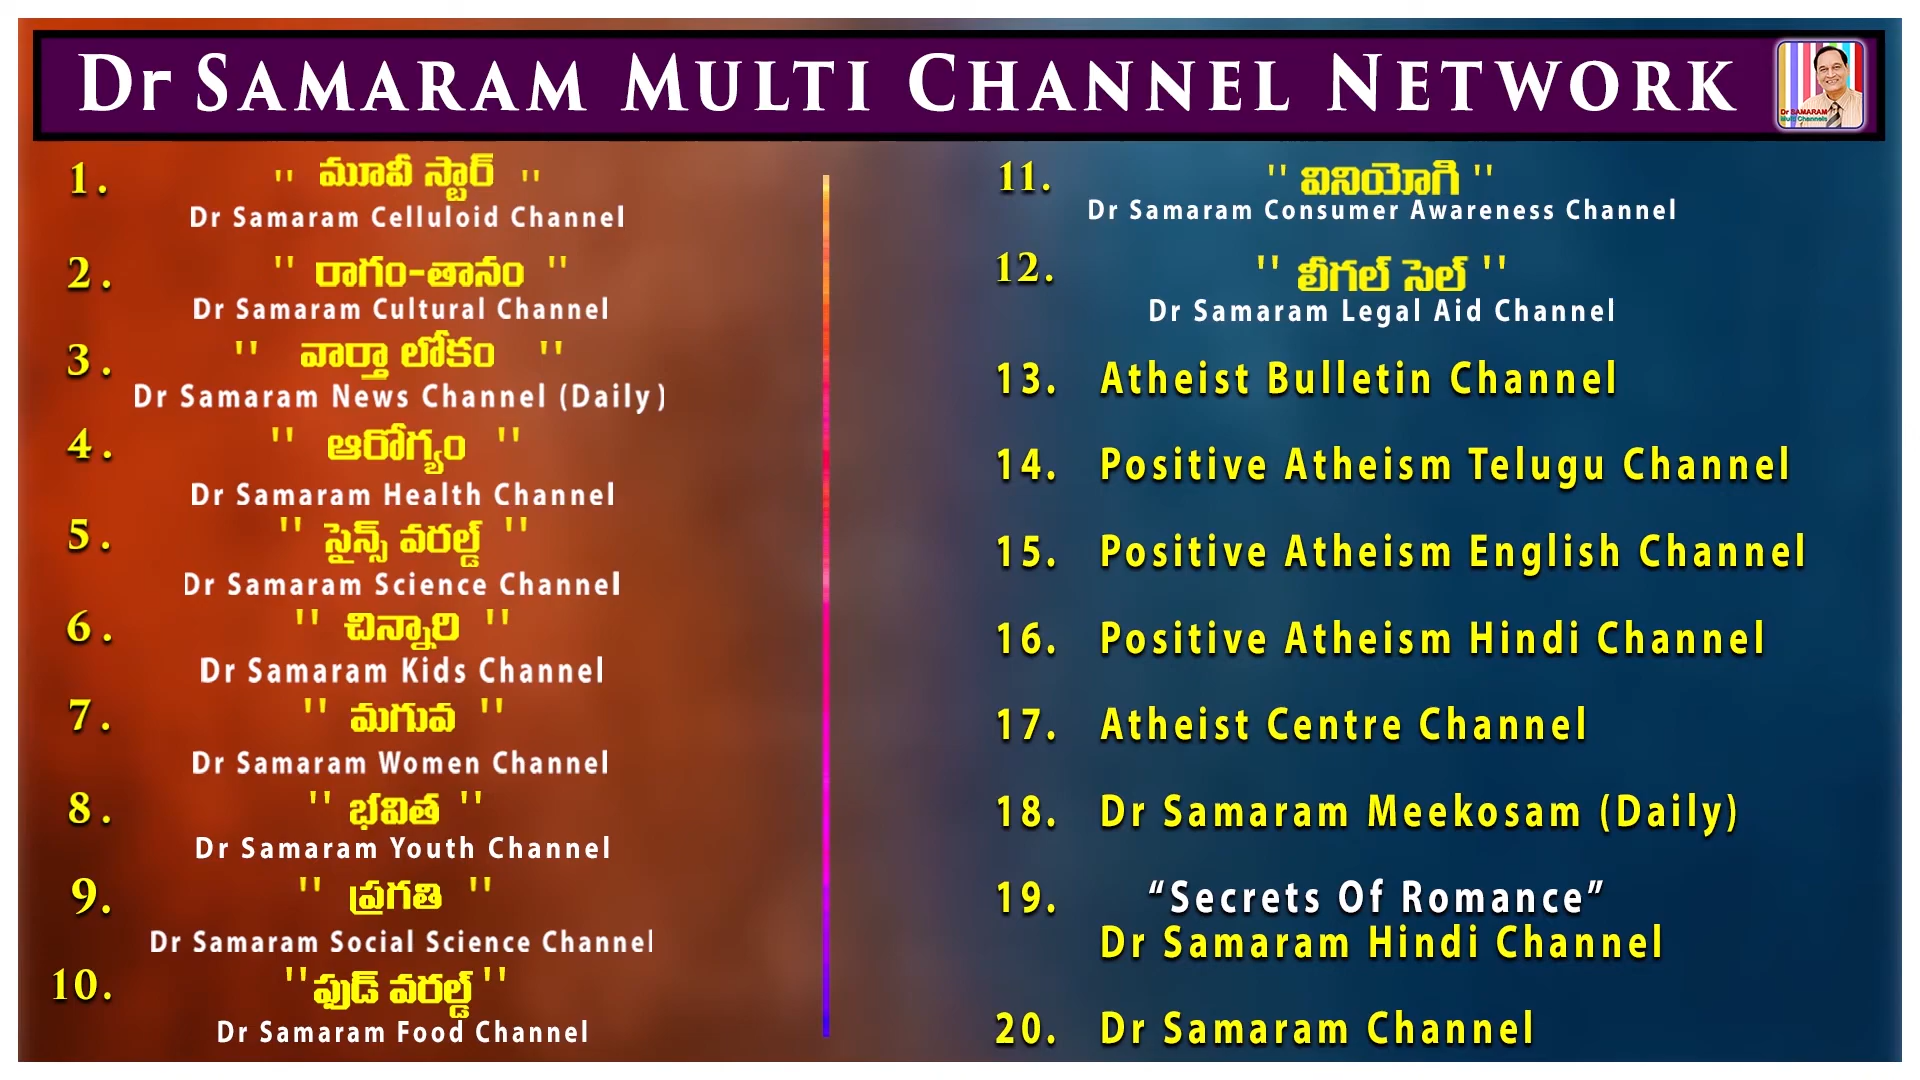 Dr SAMARAM MULTI CHANNEL NETWORK
Dr SAMARAM
Multi Channels
1. '' మూవీ స్టార్ ''
Dr Samaram Celluloid Channel
2. '' రాగం-తానం ''
Dr Samaram Cultural Channel
3. '' వార్తా లోకం ''
Dr Samaram News Channel (Daily)
4. '' ఆరోగ్యం ''
Dr Samaram Health Channel
5. '' సైన్స్ వరల్డ్ ''
Dr Samaram Science Channel
6. '' చిన్నారి ''
Dr Samaram Kids Channel
7. '' మగువ ''
Dr Samaram Women Channel
8. '' భవిత ''
Dr Samaram Youth Channel
9. '' ప్రగతి ''
Dr Samaram Social Science Channel
10. ''ఫుడ్ వరల్డ్''
Dr Samaram Food Channel
11. '' వినియోగి ''
Dr Samaram Consumer Awareness Channel
12. '' లీగల్ సెల్ ''
Dr Samaram Legal Aid Channel
13. Atheist Bulletin Channel
14. Positive Atheism Telugu Channel
15. Positive Atheism English Channel
16. Positive Atheism Hindi Channel
17. Atheist Centre Channel
18. Dr Samaram Meekosam (Daily)
19. “Secrets Of Romance”
Dr Samaram Hindi Channel
20. Dr Samaram Channel